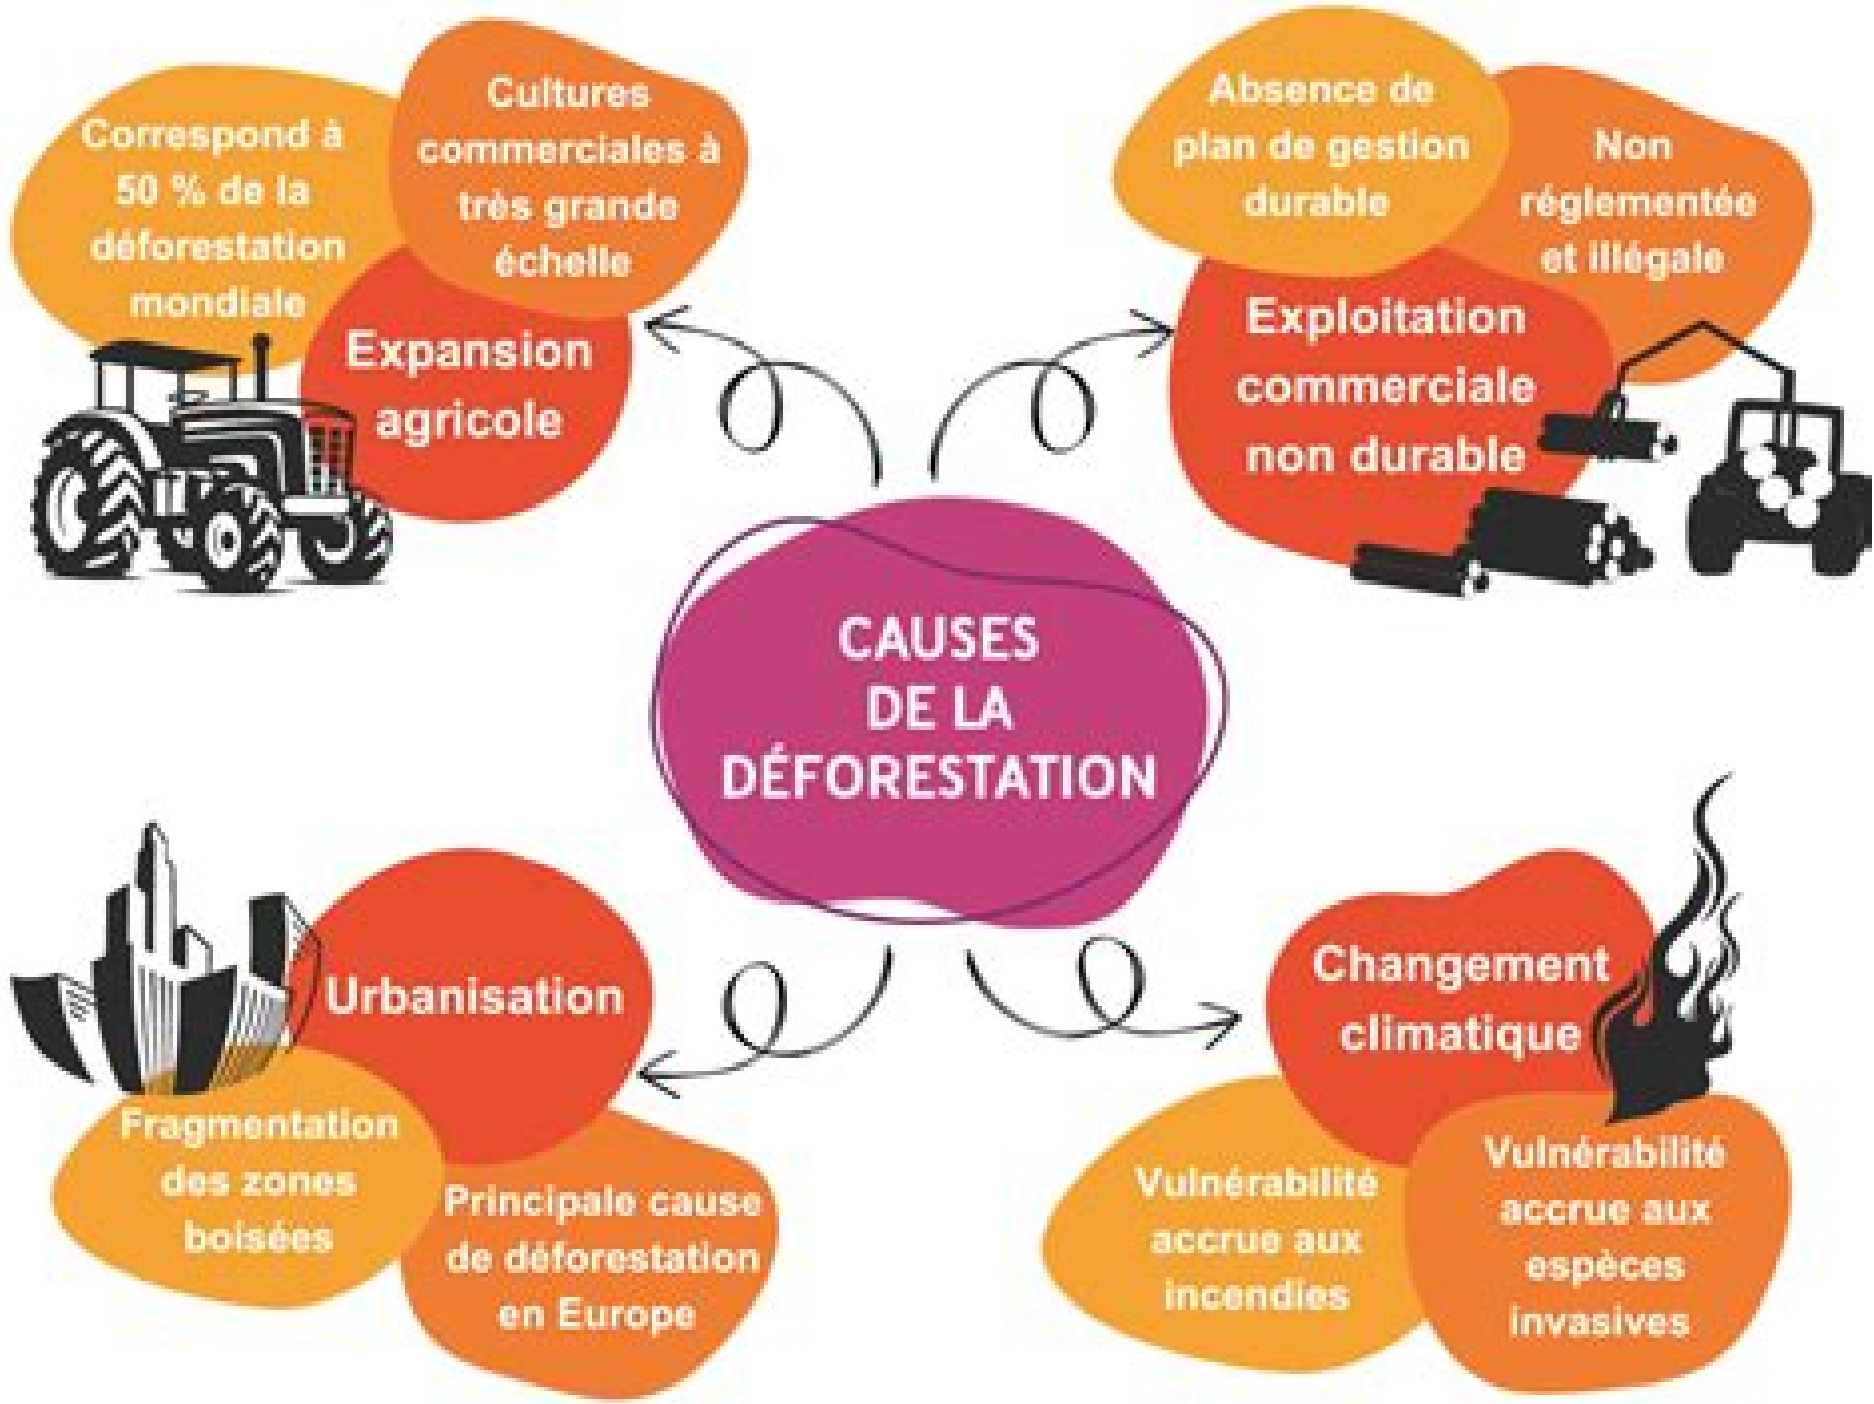 Correspond à
50 % de la
déforestation
mondiale
Cultures
commerciales à
très grande
échelle
Expansion
agricole
Absence de
plan de gestion
durable
Non
réglementée
et illégale
Exploitation
commerciale
non durable
CAUSES
DE LA
DÉFORESTATION
Urbanisation
Fragmentation
des zones
boisées
Principale cause
de déforestation
en Europe
Changement
climatique
Vulnérabilité
accrue aux
incendies
Vulnérabilité
accrue aux
espèces
invasives